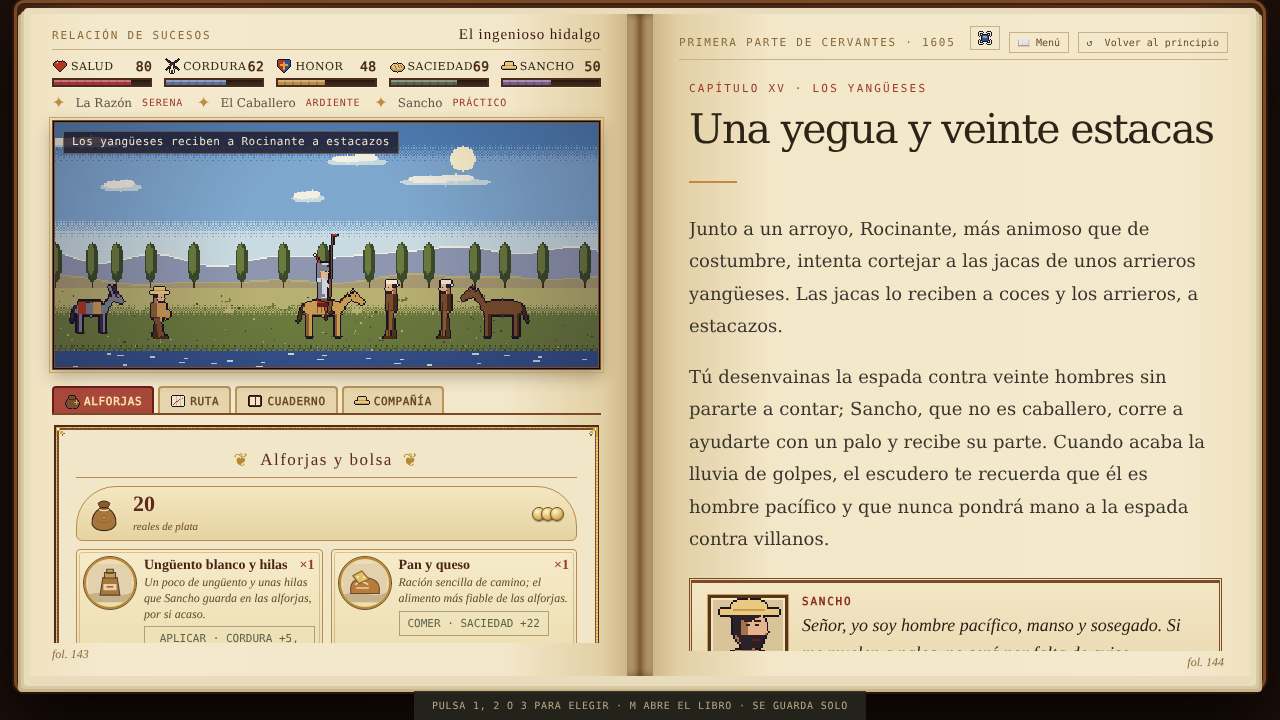 RELACIÓN DE SUCESOS
El ingenioso hidalgo
SALUD 80
CORDURA 62
HONOR 48
SACIEDAD 69
SANCHO 50
La Razón SERENA
El Caballero ARDIENTE
Sancho PRÁCTICO
Los yangüeses reciben a Rocinante a estacazos
ALFORJAS
RUTA
CUADERNO
COMPAÑÍA
Alforjas y bolsa
20
reales de plata
Ungüento blanco y hilas ×1
Un poco de ungüento y unas hilas
que Sancho guarda en las alforjas,
por si acaso.
APLICAR · CORDURA +5,
Pan y queso ×1
Ración sencilla de camino; el
alimento más fiable de las alforjas.
COMER · SACIEDAD +22
fol. 143
PRIMERA PARTE DE CERVANTES · 1605
Menú
↺ Volver al principio
CAPÍTULO XV · LOS YANGÜESES
Una yegua y veinte estacas
Junto a un arroyo, Rocinante, más animoso que de
costumbre, intenta cortejar a las jacas de unos arrieros
yangüeses. Las jacas lo reciben a coces y los arrieros, a
estacazos.
Tú desenvainas la espada contra veinte hombres sin
pararte a contar; Sancho, que no es caballero, corre a
ayudarte con un palo y recibe su parte. Cuando acaba la
lluvia de golpes, el escudero te recuerda que él es
hombre pacífico y que nunca pondrá mano a la espada
contra villanos.
SANCHO
Señor, yo soy hombre pacífico, manso y sosegado. Si
fol. 144
PULSA 1, 2 O 3 PARA ELEGIR · M ABRE EL LIBRO · SE GUARDA SOLO